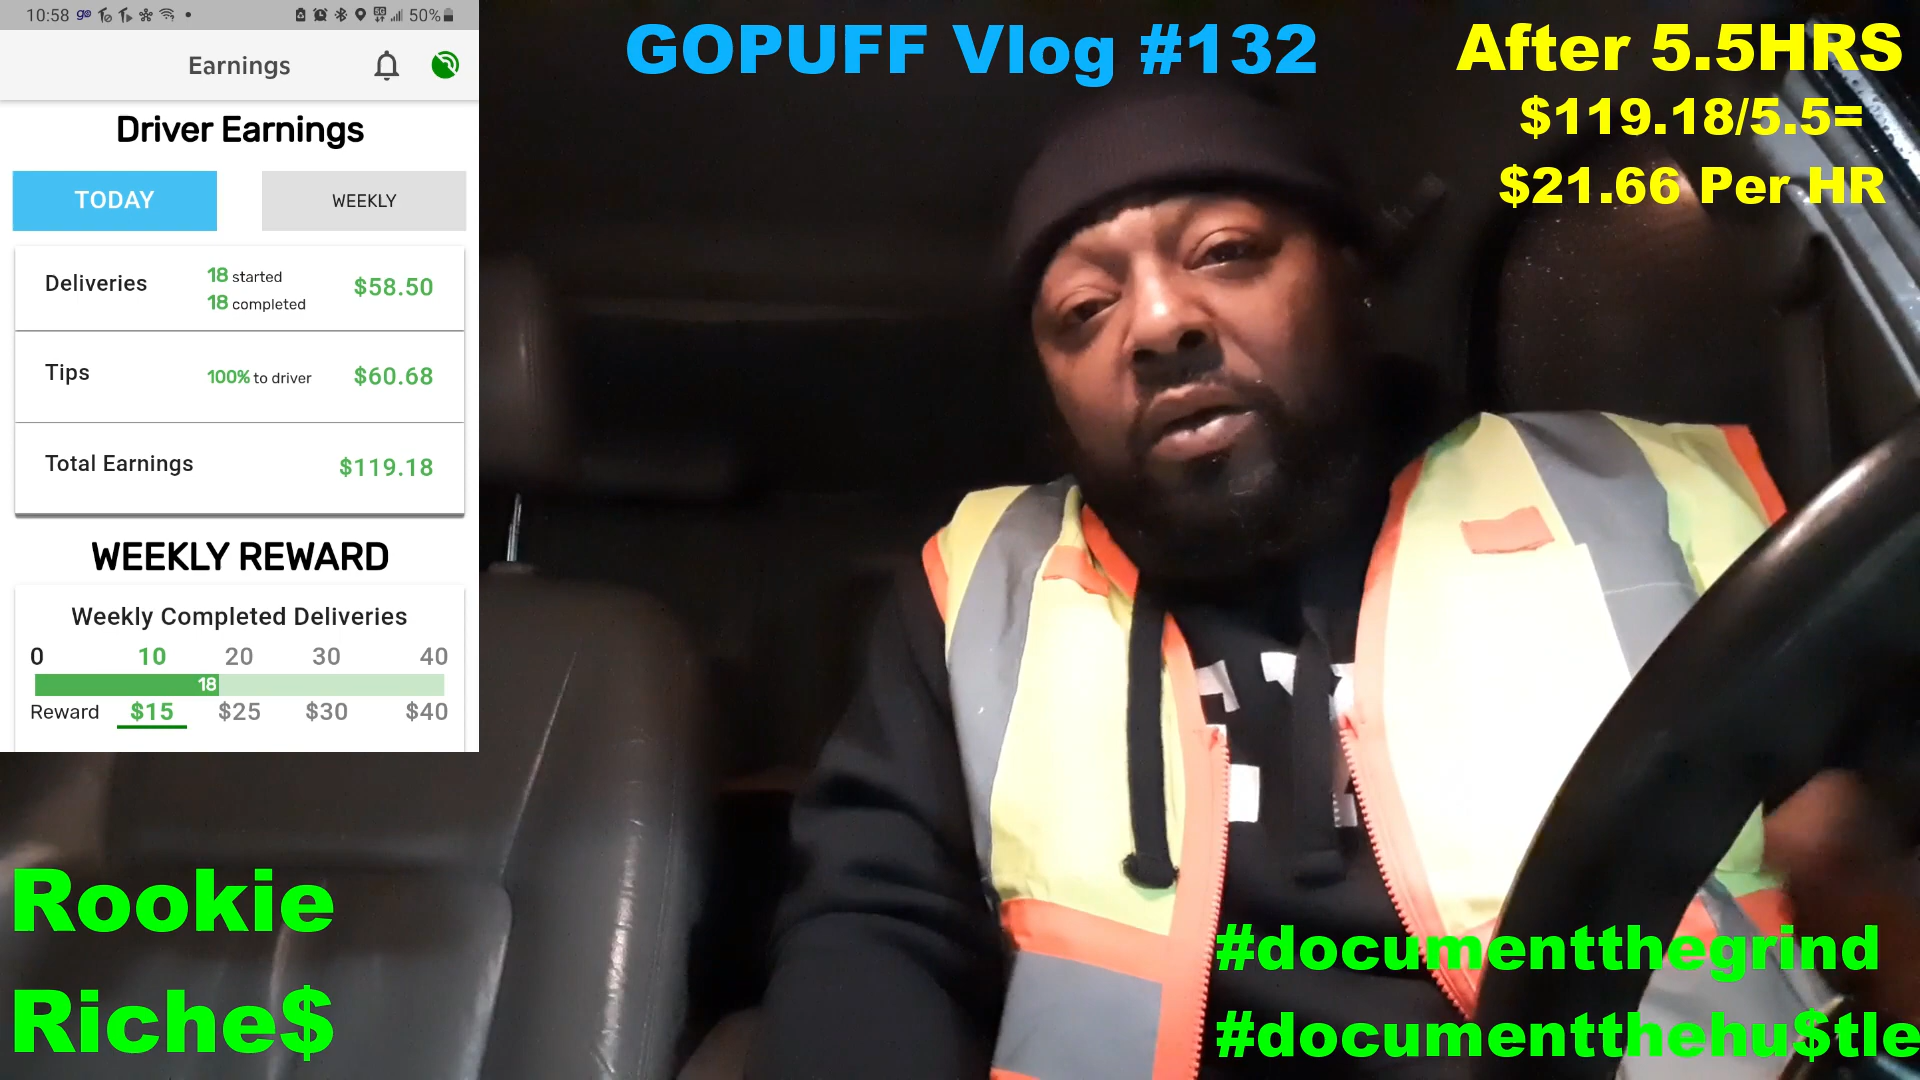 10:58 go 5G 50%
Earnings
Driver Earnings
TODAY WEEKLY
Deliveries 18 started $58.50
18 completed
Tips 100% to driver $60.68
Total Earnings $119.18
WEEKLY REWARD
Weekly Completed Deliveries
0 10 20 30 40
18
Reward $15 $25 $30 $40
GOPUFF Vlog #132
After 5.5HRS
$119.18/5.5=
$21.66 Per HR
Rookie
Riche$
#documentthegrind
#documentthehu$tle